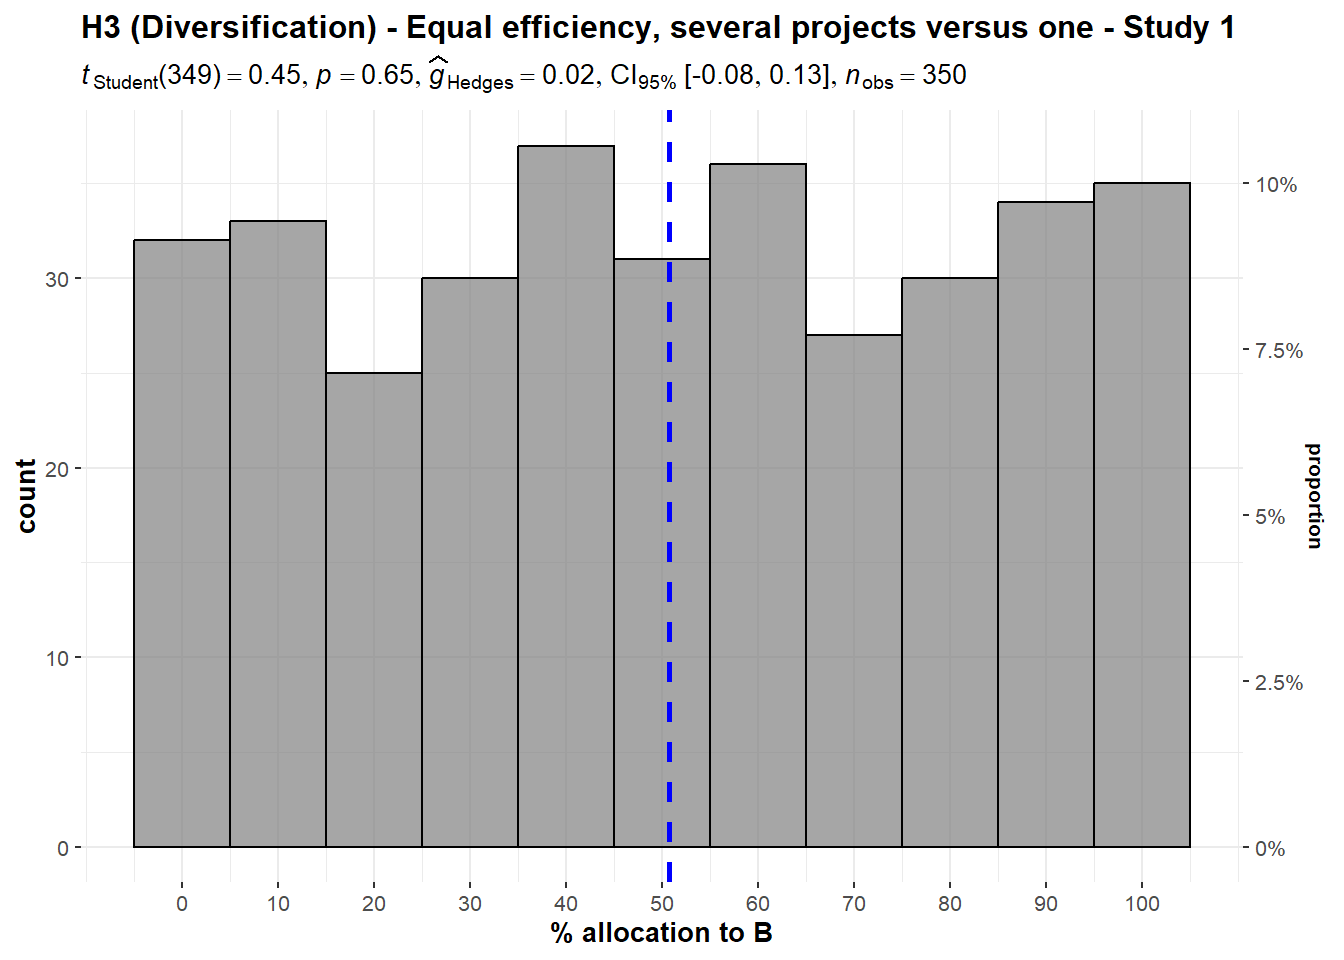 H3 (Diversification) - Equal efficiency, several projects versus one - Study 1
t Student(349) = 0.45, p = 0.65, ĝ Hedges = 0.02, CI95% [-0.08, 0.13], nobs = 350
count
30
20
10
0
10%
7.5%
5%
2.5%
0%
proportion
0 10 20 30 40 50 60 70 80 90 100
% allocation to B